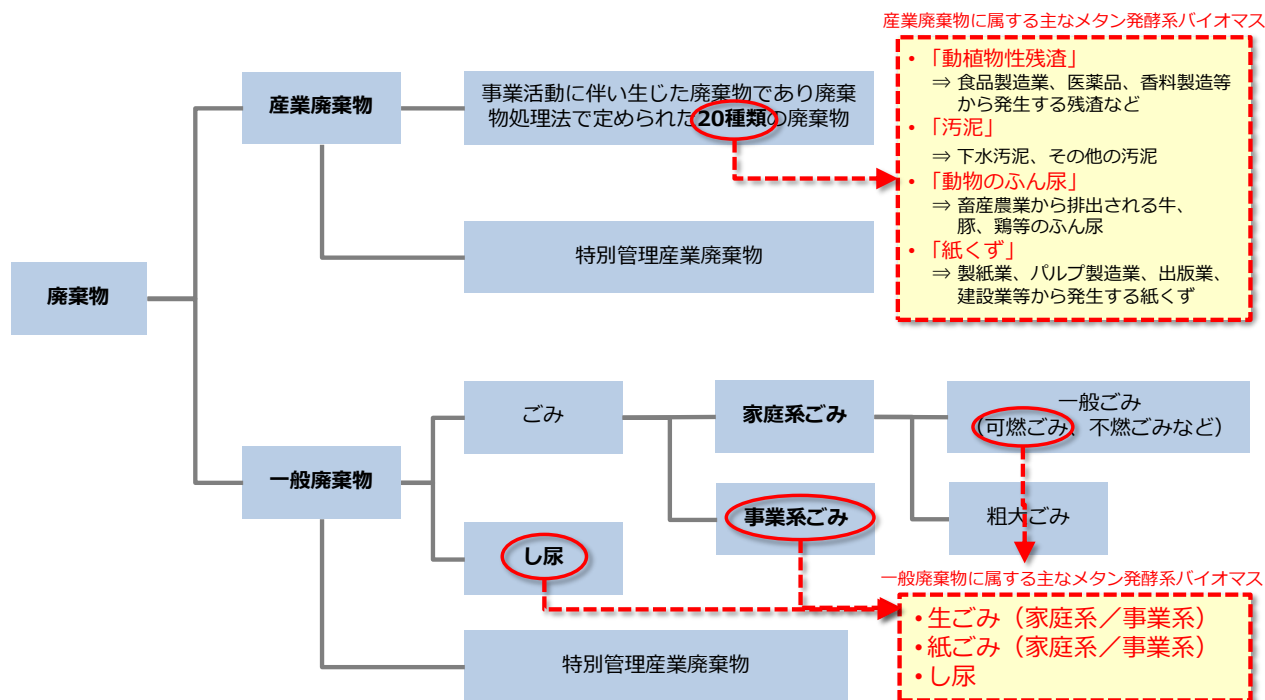 産業廃棄物に属する主なメタン発酵系バイオマス
・「動植物性残渣」
⇒ 食品製造業、医薬品、香料製造等
から発生する残渣など
・「汚泥」
⇒ 下水汚泥、その他の汚泥
・「動物のふん尿」
⇒ 畜産農業から排出される牛、
豚、鶏等のふん尿
・「紙くず」
⇒ 製紙業、パルプ製造業、出版業、
建設業等から発生する紙くず
産業廃棄物
事業活動に伴い生じた廃棄物であり廃棄
物処理法で定められた20種類の廃棄物
特別管理産業廃棄物
廃棄物
ごみ
家庭系ごみ
一般ごみ
（可燃ごみ、不燃ごみなど）
一般廃棄物
事業系ごみ
粗大ごみ
し尿
特別管理産業廃棄物
一般廃棄物に属する主なメタン発酵系バイオマス
・生ごみ（家庭系／事業系）
・紙ごみ（家庭系／事業系）
・し尿